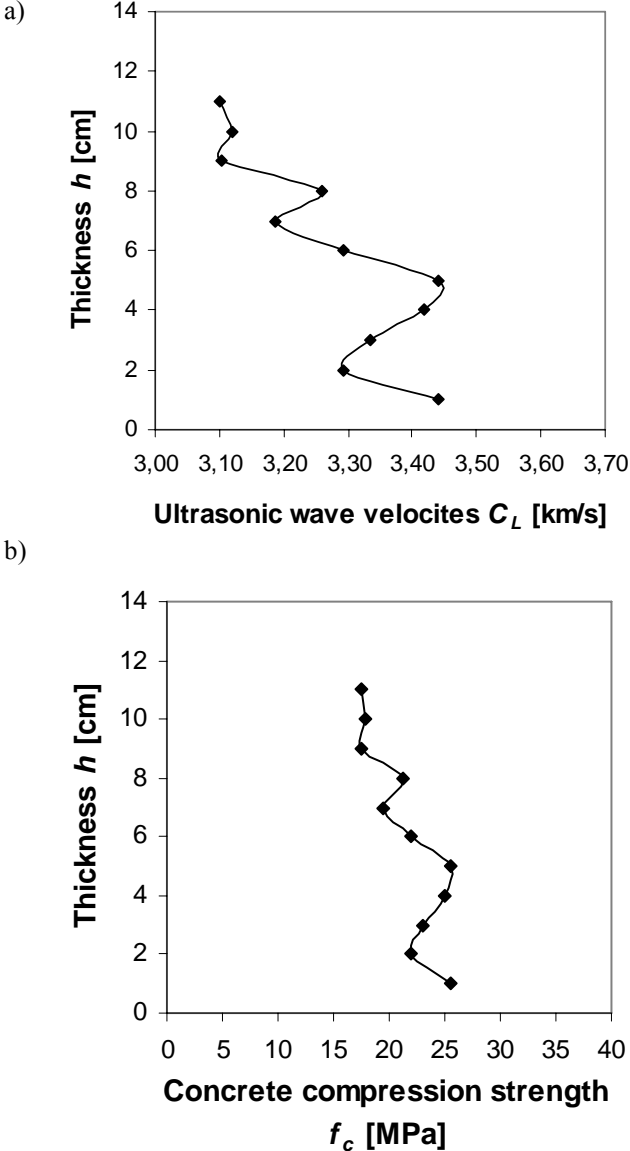 a)
14
12
10
8
6
4
2
0
Thickness h [cm]
3,00 3,10 3,20 3,30 3,40 3,50 3,60 3,70
Ultrasonic wave velocites C_L [km/s]
b)
14
12
10
8
6
4
2
0
Thickness h [cm]
0 5 10 15 20 25 30 35 40
Concrete compression strength
f_c [MPa]